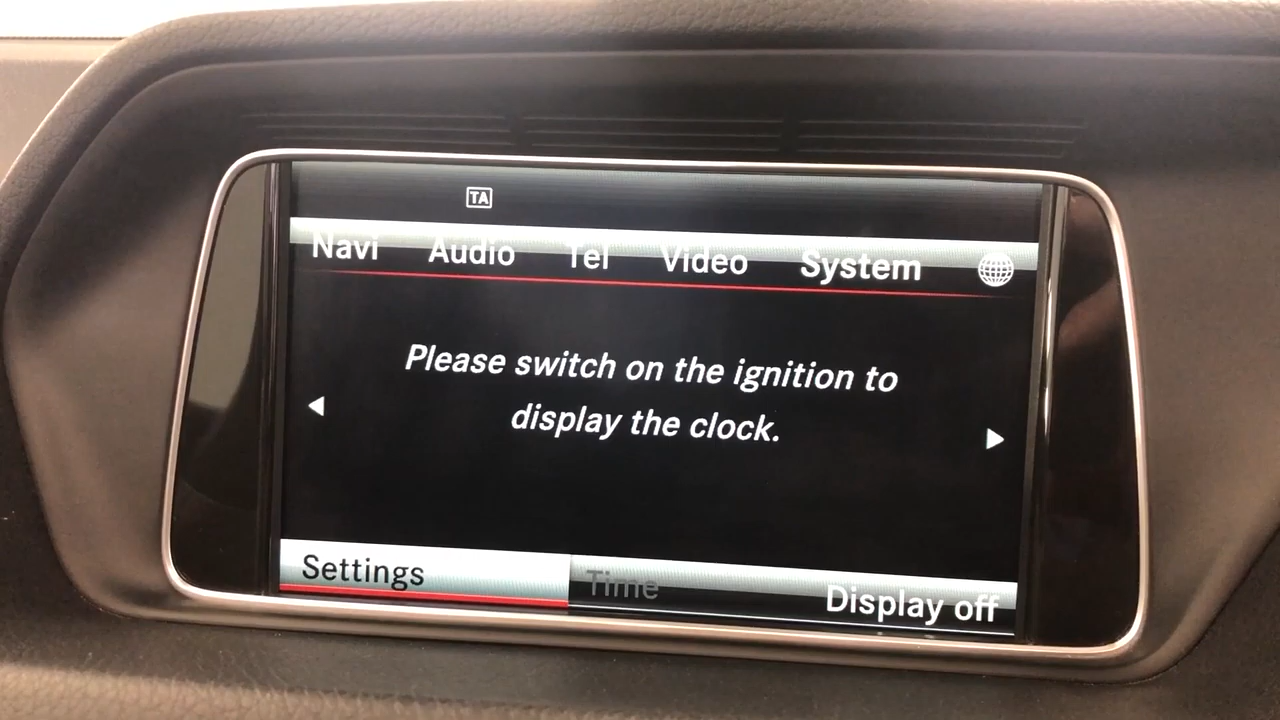 TA
Navi Audio Tel Video System
Please switch on the ignition to
display the clock.
Settings Time Display off